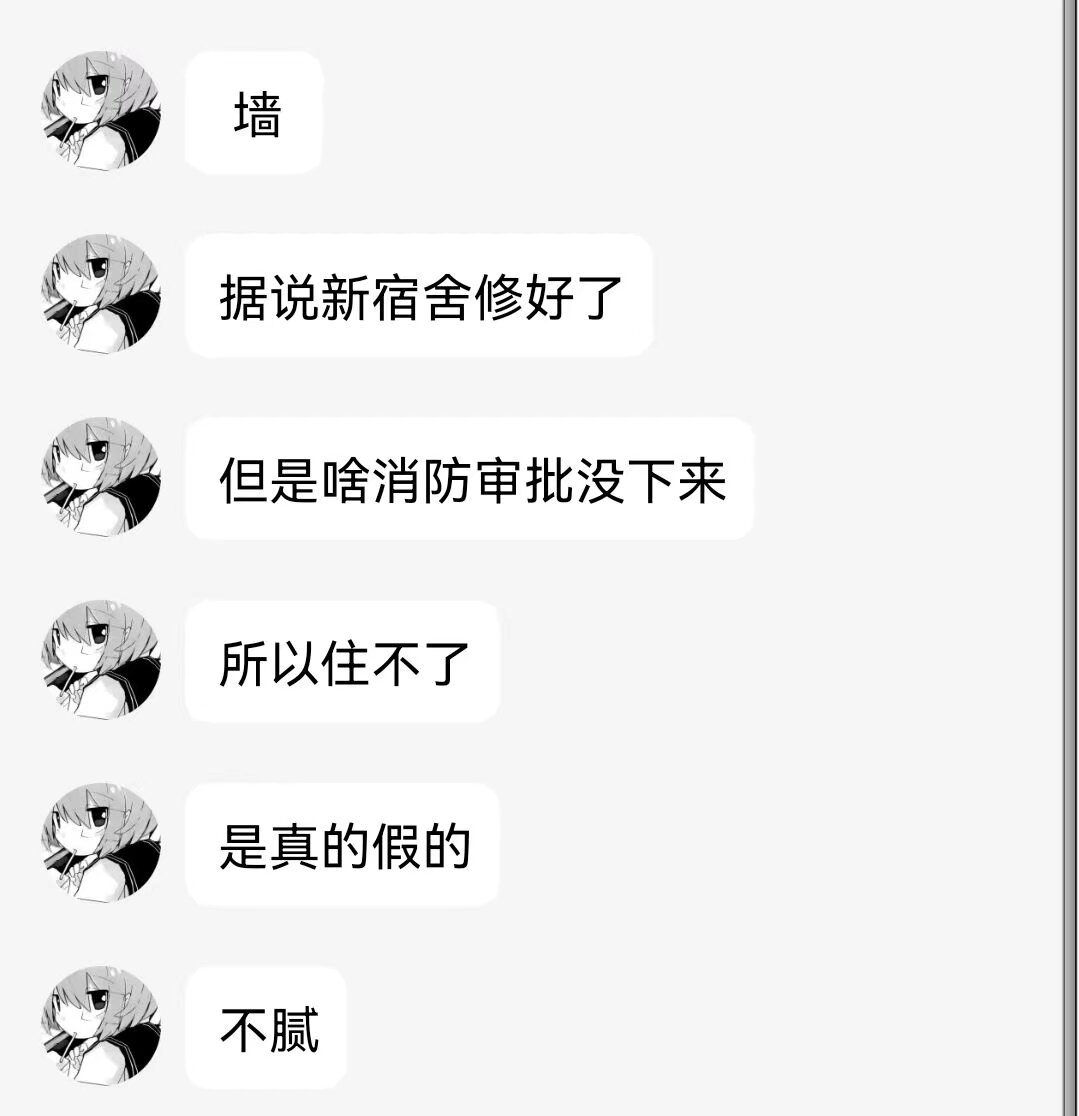 墙
据说新宿舍修好了
但是啥消防审批没下来
所以住不了
是真的假的
不腻